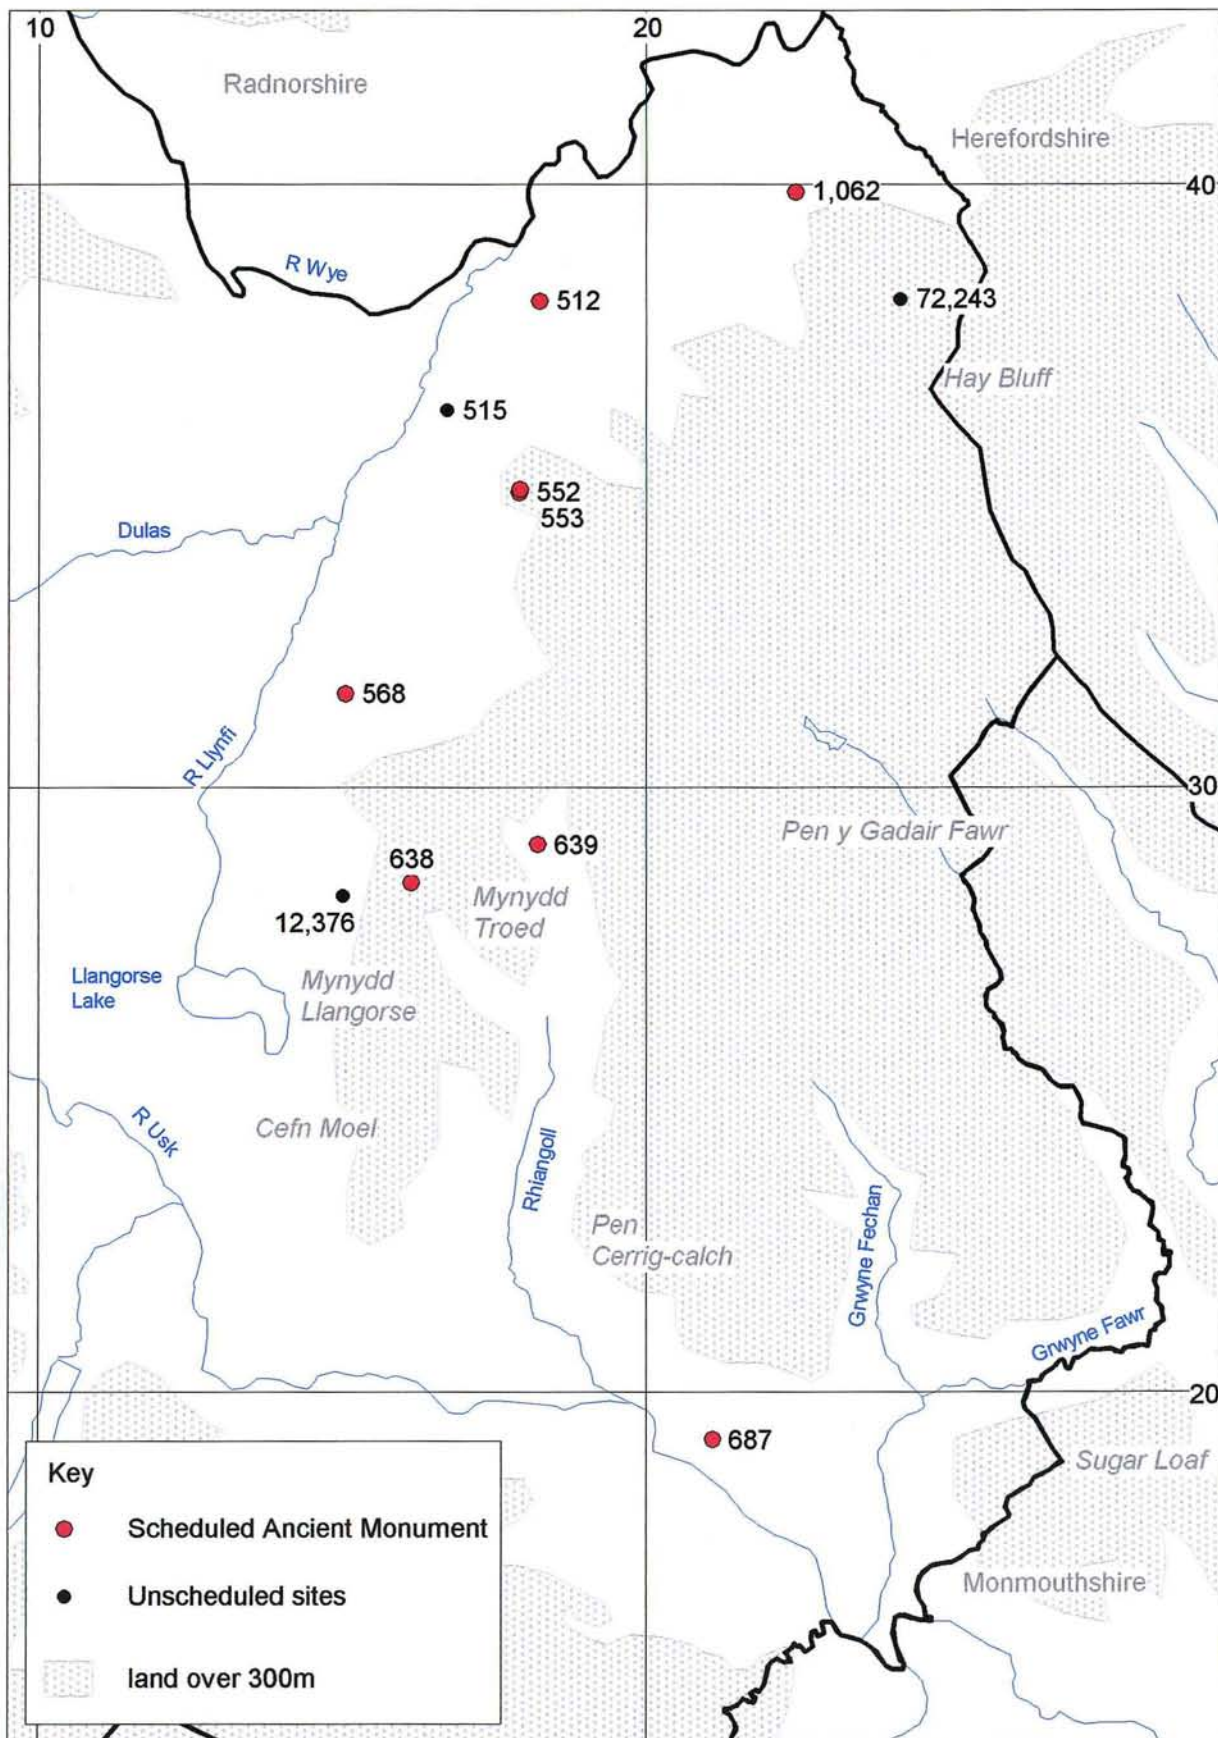 10
20
Radnorshire
Herefordshire
40
1,062
R Wye
512
72,243
Hay Bluff
515
552
553
Dulas
568
R Llynfi
30
Pen y Gadair Fawr
638
639
Mynydd
Troed
12,376
Llangorse
Lake
Mynydd
Llangorse
R Usk
Cefn Moel
Rhiangoll
Pen
Cerrig-calch
Grwyne Fechan
Grwyne Fawr
20
687
Sugar Loaf
Key
Scheduled Ancient Monument
Unscheduled sites
Monmouthshire
land over 300m